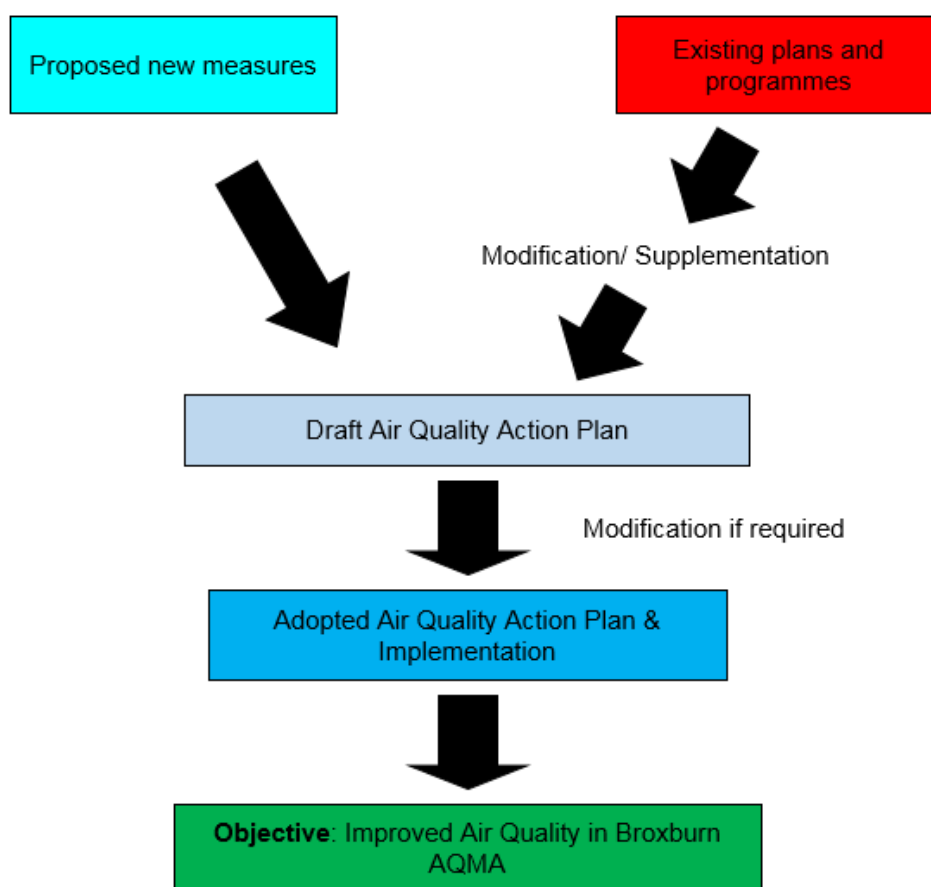 Proposed new measures
Existing plans and
programmes
Modification/ Supplementation
Draft Air Quality Action Plan
Modification if required
Adopted Air Quality Action Plan &
Implementation
Objective: Improved Air Quality in Broxburn
AQMA